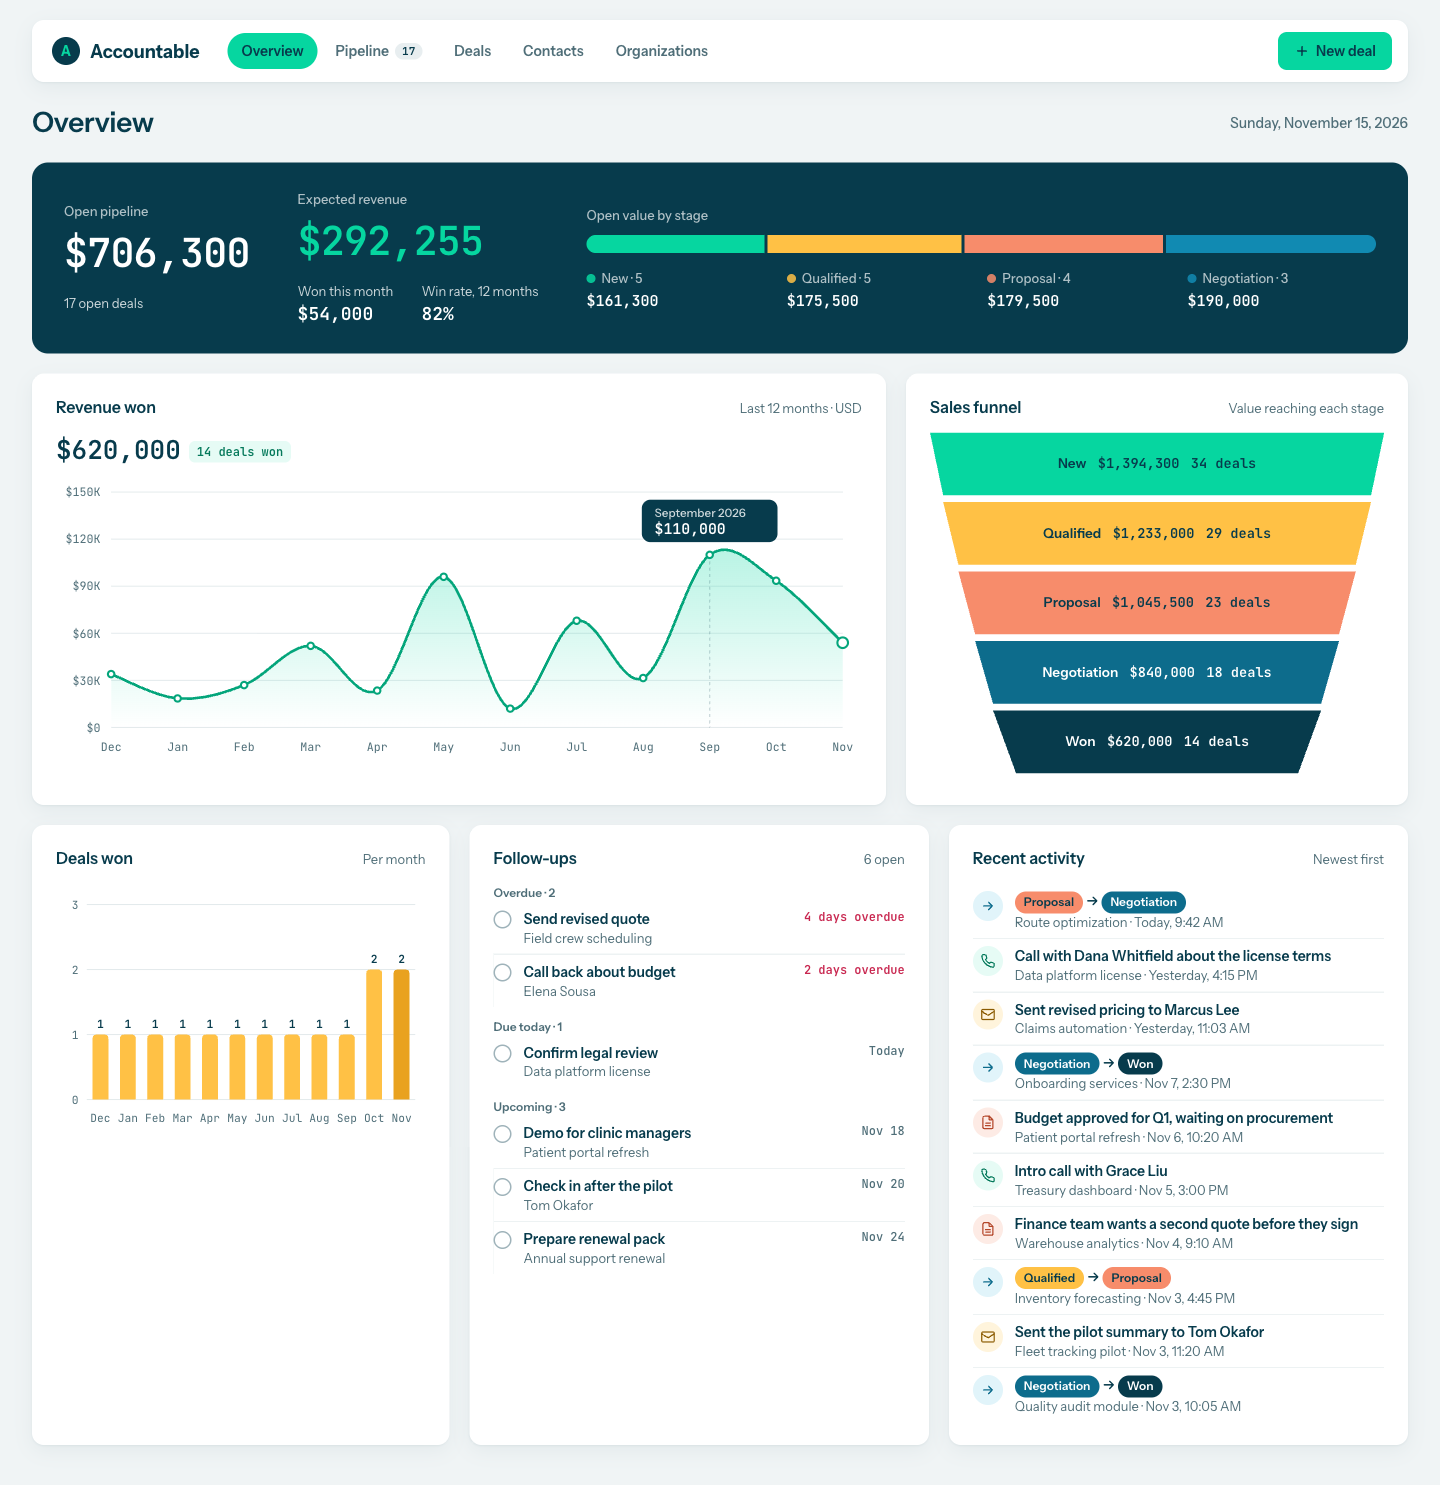 A Accountable Overview Pipeline 17 Deals Contacts Organizations + New deal
Overview
Sunday, November 15, 2026
Open pipeline
$706,300
17 open deals
Expected revenue
$292,255
Won this month
$54,000
Win rate, 12 months
82%
Open value by stage
New · 5
$161,300
Qualified · 5
$175,500
Proposal · 4
$179,500
Negotiation · 3
$190,000
Revenue won
Last 12 months · USD
$620,000 14 deals won
$150K
$120K
$90K
$60K
$30K
$0
September 2026
$110,000
Dec Jan Feb Mar Apr May Jun Jul Aug Sep Oct Nov
Sales funnel
Value reaching each stage
New $1,394,300 34 deals
Qualified $1,233,000 29 deals
Proposal $1,045,500 23 deals
Negotiation $840,000 18 deals
Won $620,000 14 deals
Deals won
Per month
3
2
1
0
1 1 1 1 1 1 1 1 1 1 2 2
Dec Jan Feb Mar Apr May Jun Jul Aug Sep Oct Nov
Follow-ups
6 open
Overdue · 2
Send revised quote
4 days overdue
Field crew scheduling
Call back about budget
2 days overdue
Elena Sousa
Due today · 1
Confirm legal review
Today
Data platform license
Upcoming · 3
Demo for clinic managers
Nov 18
Patient portal refresh
Check in after the pilot
Nov 20
Tom Okafor
Prepare renewal pack
Nov 24
Annual support renewal
Recent activity
Newest first
Proposal → Negotiation
Route optimization · Today, 9:42 AM
Call with Dana Whitfield about the license terms
Data platform license · Yesterday, 4:15 PM
Sent revised pricing to Marcus Lee
Claims automation · Yesterday, 11:03 AM
Negotiation → Won
Onboarding services · Nov 7, 2:30 PM
Budget approved for Q1, waiting on procurement
Patient portal refresh · Nov 6, 10:20 AM
Intro call with Grace Liu
Treasury dashboard · Nov 5, 3:00 PM
Finance team wants a second quote before they sign
Warehouse analytics · Nov 4, 9:10 AM
Qualified → Proposal
Inventory forecasting · Nov 3, 4:45 PM
Sent the pilot summary to Tom Okafor
Fleet tracking pilot · Nov 3, 11:20 AM
Negotiation → Won
Quality audit module · Nov 3, 10:05 AM